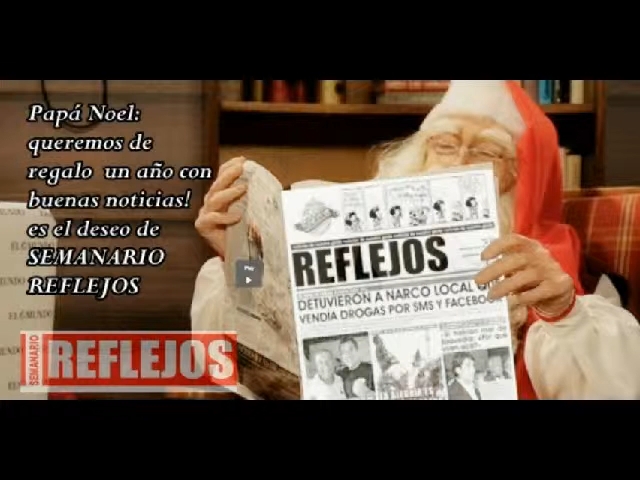 Papá Noel:
queremos de
regalo un año con
buenas noticias!
es el deseo de
SEMANARIO
REFLEJOS
REFLEJOS
DETUVIERON A NARCO LOCAL
VENDIA DROGAS POR SMS Y FACEBOO
SEMANARIO
REFLEJOS